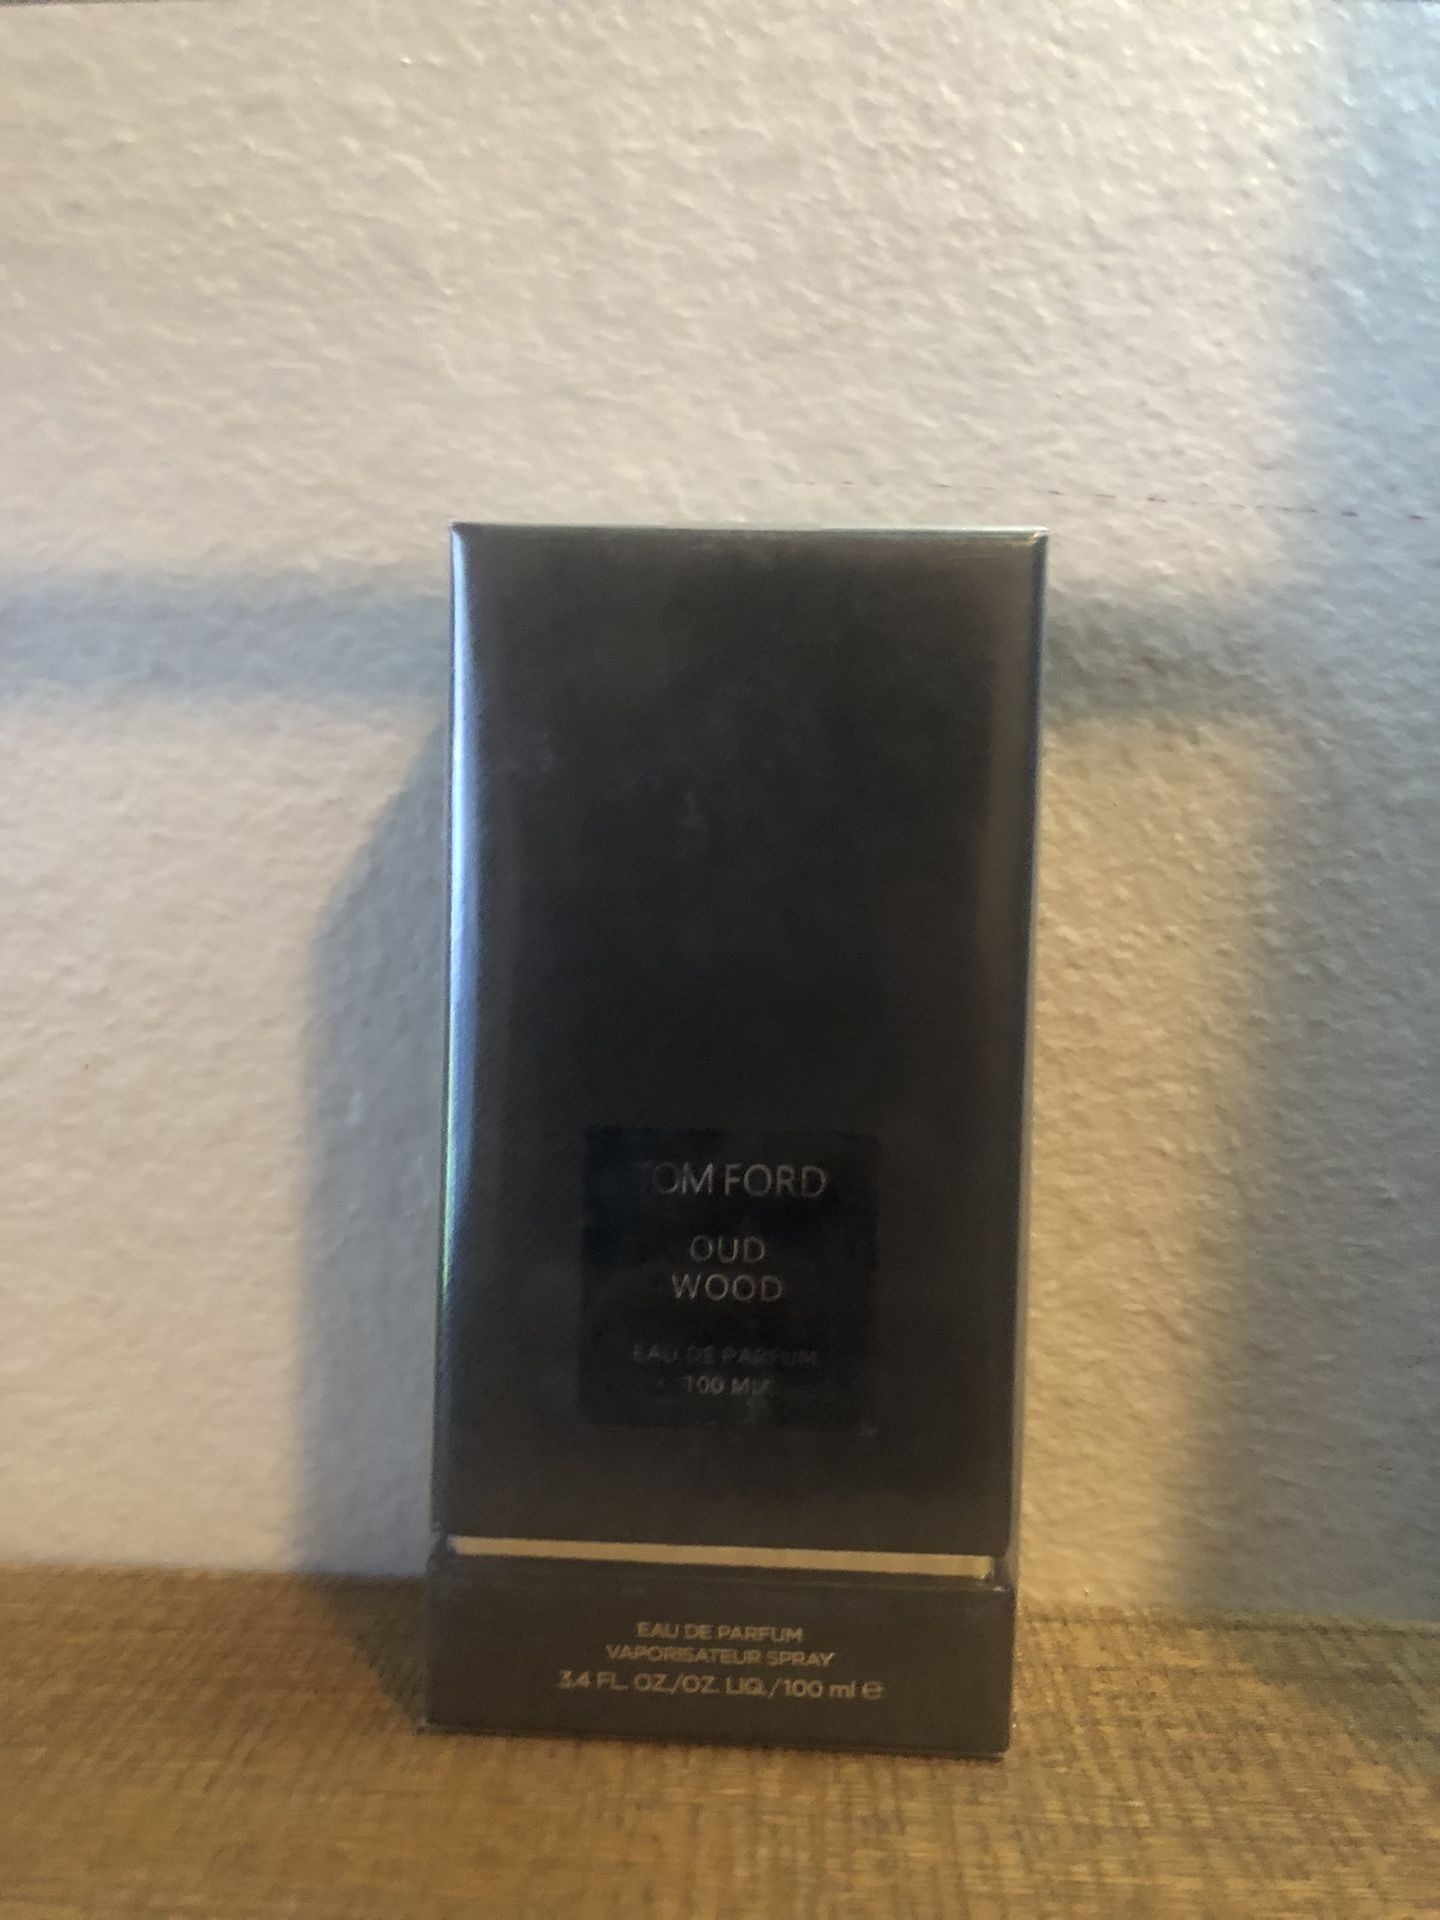 TOM FORD
OUD
WOOD
EAU DE PARFUM
100 ML
EAU DE PARFUM
VAPORISATEUR SPRAY
3.4 FL. OZ./OZ. LIQ./100 ml ℮